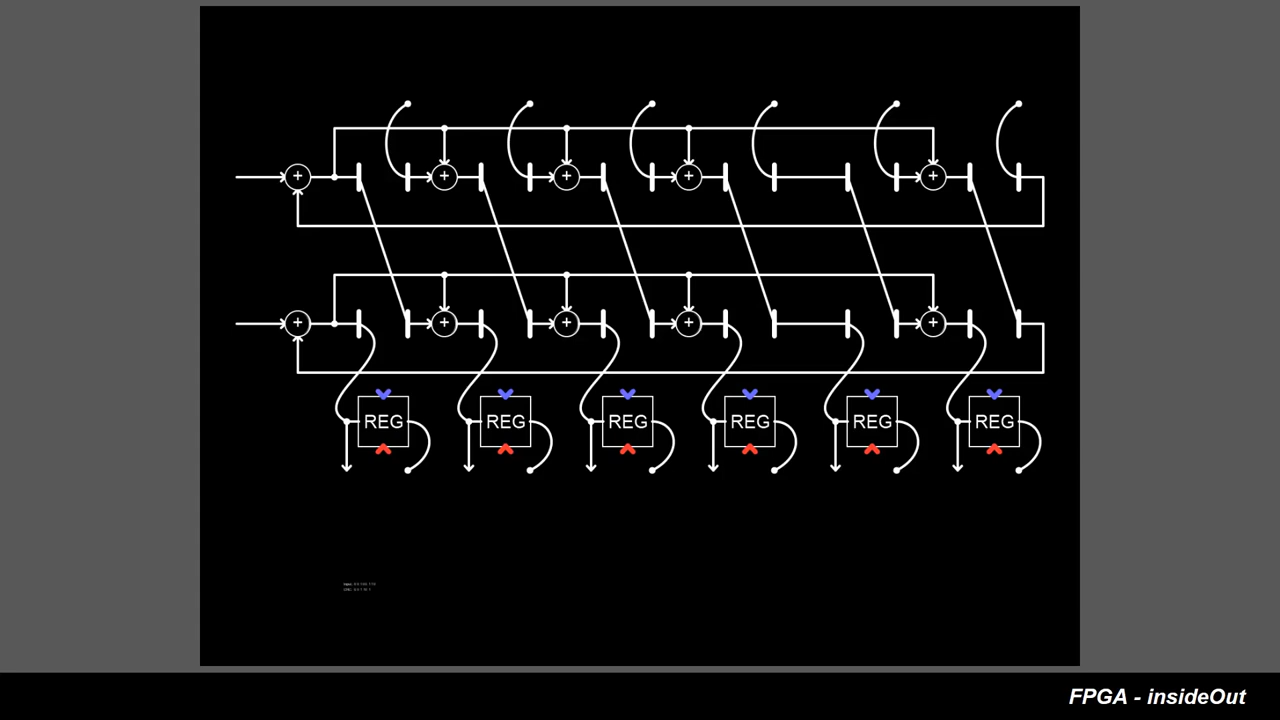 + + + + +
+ + + + +
REG REG REG REG REG REG
FPGA - insideOut